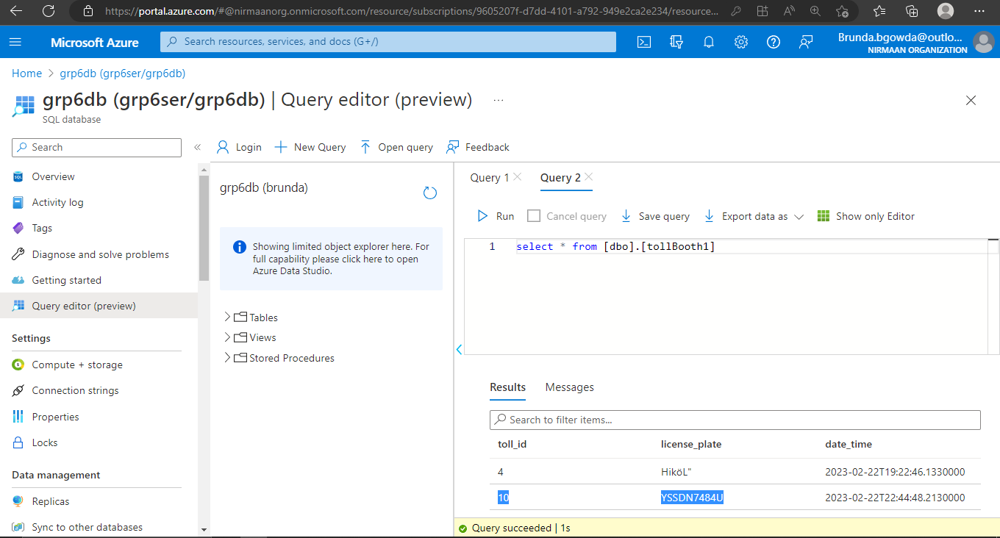 https://portal.azure.com/#@nirmaanorg.onmicrosoft.com/resource/subscriptions/9605207f-d7dd-4101-a792-949e2ca2e234/resource...
Microsoft Azure
Search resources, services, and docs (G+/)
Brunda.bgowda@outlo...
NIRMAAN ORGANIZATION
Home > grp6db (grp6ser/grp6db)
grp6db (grp6ser/grp6db) | Query editor (preview) ...
SQL database
Search
«
Overview
Activity log
Tags
Diagnose and solve problems
Getting started
Query editor (preview)
Settings
Compute + storage
Connection strings
Properties
Locks
Data management
Replicas
Sync to other databases
Login
New Query
Open query
Feedback
grp6db (brunda)
Showing limited object explorer here. For
full capability please click here to open
Azure Data Studio.
Tables
Views
Stored Procedures
Query 1
Query 2
Run
Cancel query
Save query
Export data as
Show only Editor
1 select * from [dbo].[tollBooth1]
Results Messages
Search to filter items...
toll_id license_plate date_time
4 HiköL" 2023-02-22T19:22:46.1330000
10 YSSDN7484U 2023-02-22T22:44:48.2130000
Query succeeded | 1s